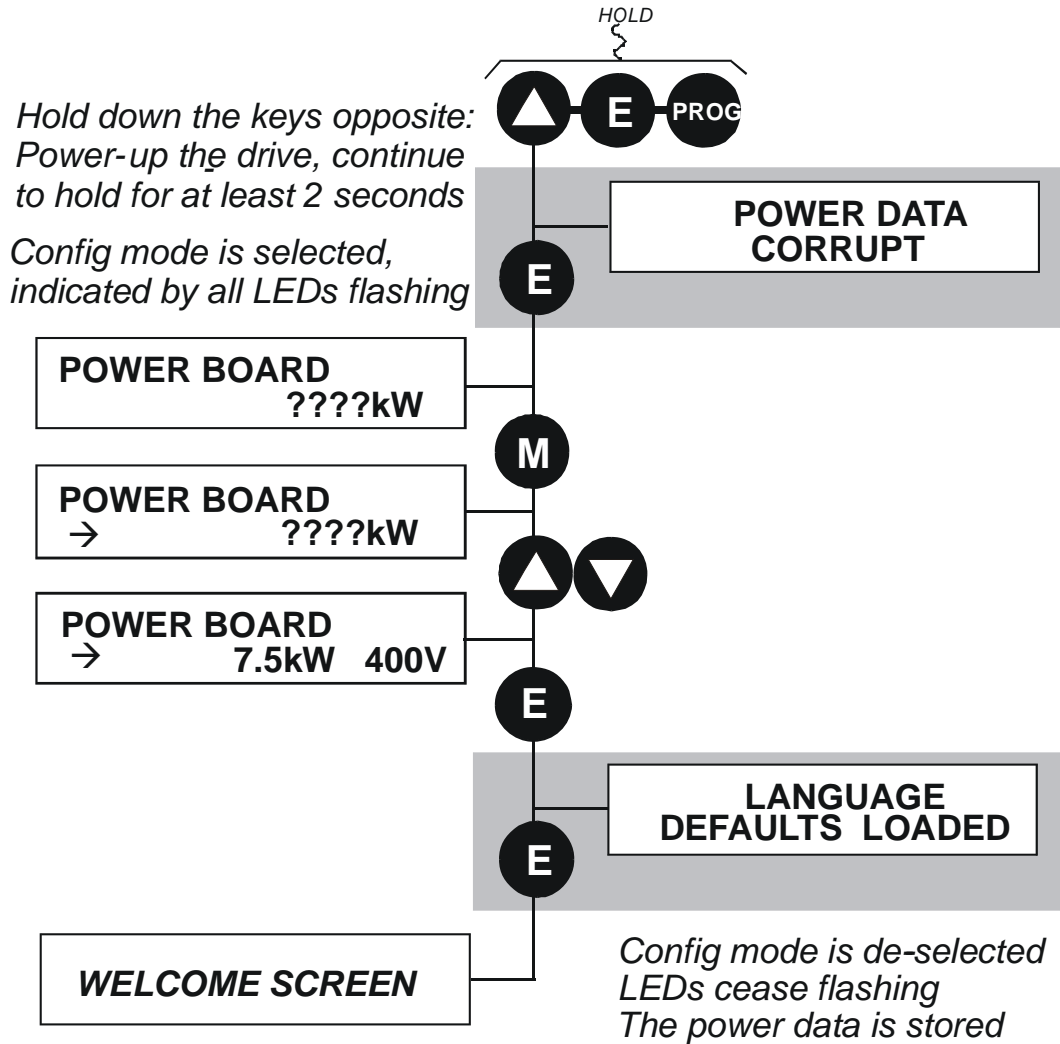 HOLD
E PROG
Hold down the keys opposite:
Power-up the drive, continue
to hold for at least 2 seconds
POWER DATA
CORRUPT
Config mode is selected,
indicated by all LEDs flashing
E
POWER BOARD
????kW
M
POWER BOARD
→ ????kW
POWER BOARD
→ 7.5kW 400V
E
LANGUAGE
DEFAULTS LOADED
E
WELCOME SCREEN
Config mode is de-selected
LEDs cease flashing
The power data is stored